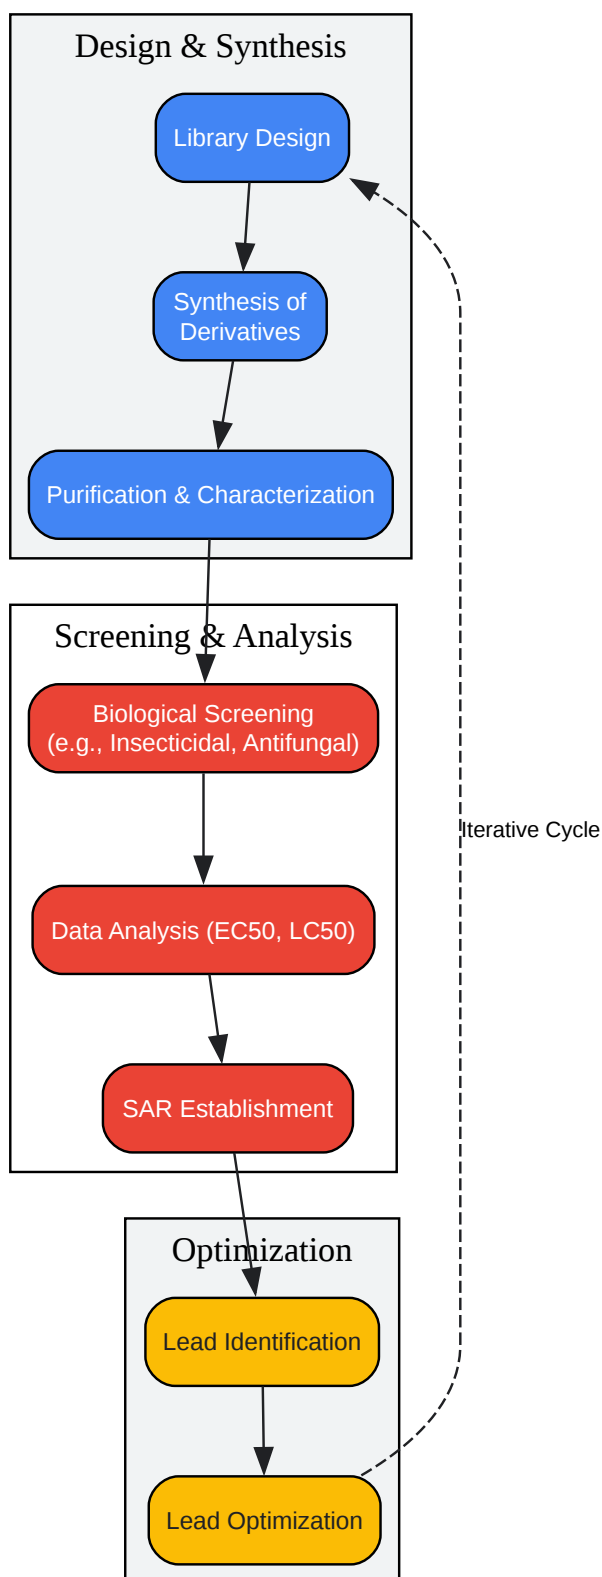 Design & Synthesis
Library Design
Synthesis of
Derivatives
Purification & Characterization
Screening & Analysis
Biological Screening
(e.g., Insecticidal, Antifungal)
Iterative Cycle
Data Analysis (EC50, LC50)
SAR Establishment
Optimization
Lead Identification
Lead Optimization